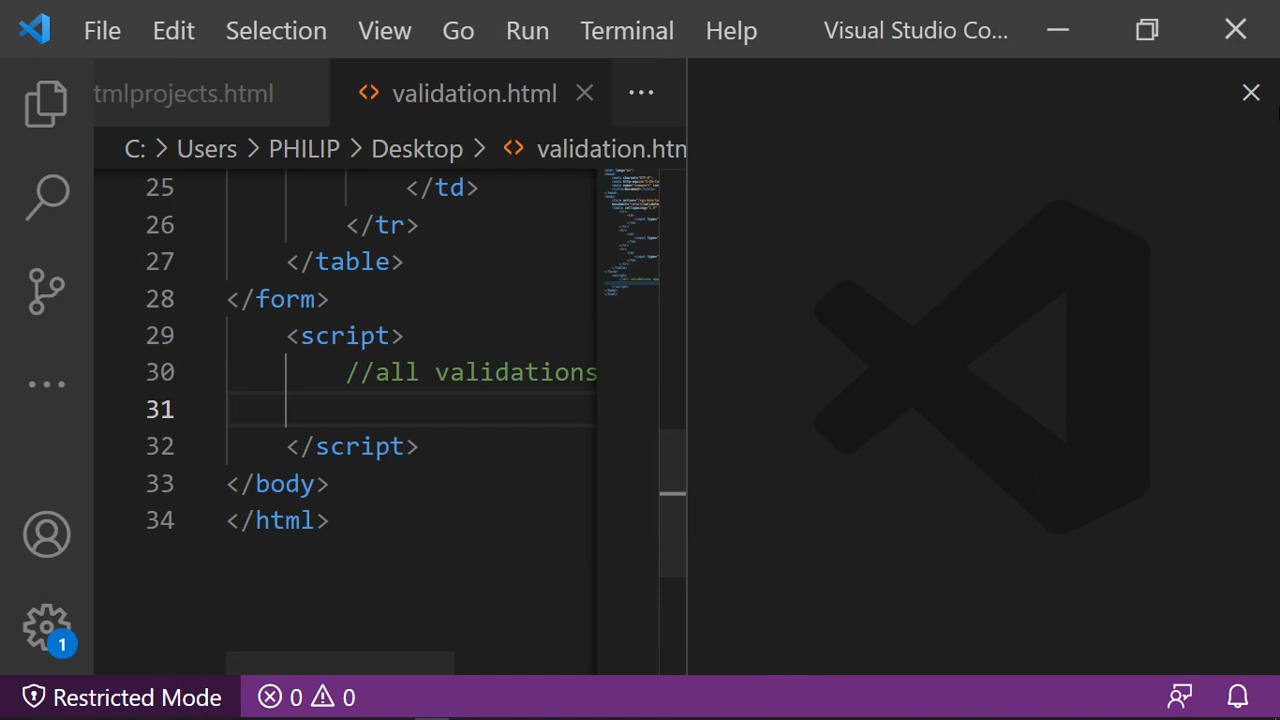 File Edit Selection View Go Run Terminal Help Visual Studio Co...
tmlprojects.html validation.html
C: Users PHILIP Desktop validation.htm
25 </td>
26 </tr>
27 </table>
28 </form>
29 <script>
30 //all validations
31
32 </script>
33 </body>
34 </html>
1
Restricted Mode 0 0